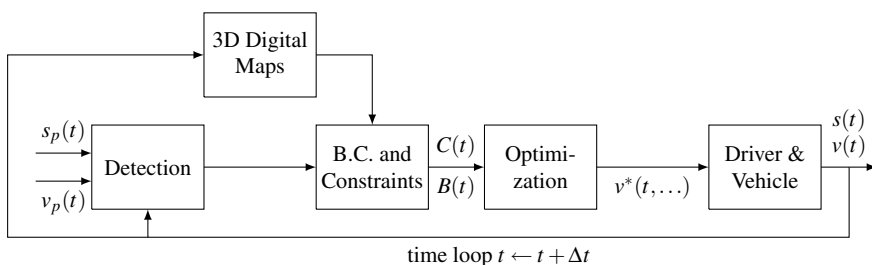 3D Digital
Maps
s_p(t)
v_p(t)
Detection
B.C. and
Constraints
C(t)
B(t)
Optimi-
zation
v*(t,...)
Driver &
Vehicle
s(t)
v(t)
time loop t ← t + Δt